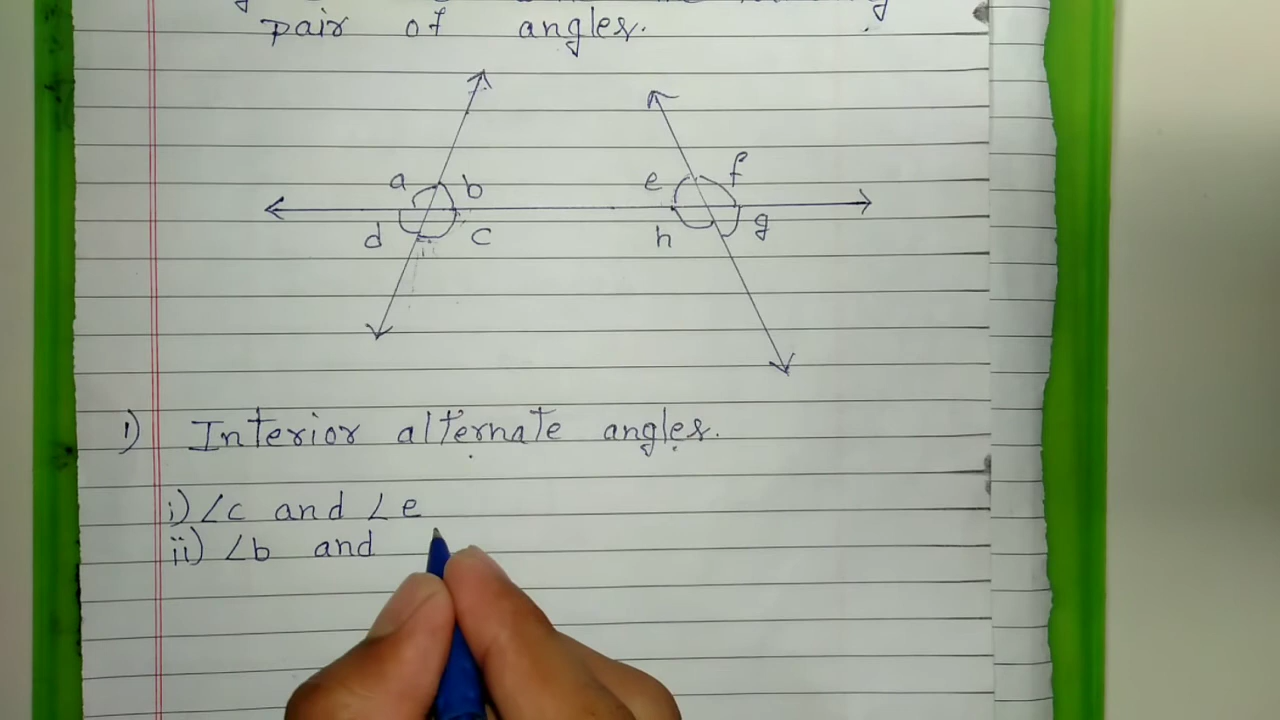 pair of angles.
a b e f
d c h g
1) Interior alternate angles.
i) ∠c and ∠e
ii) ∠b and